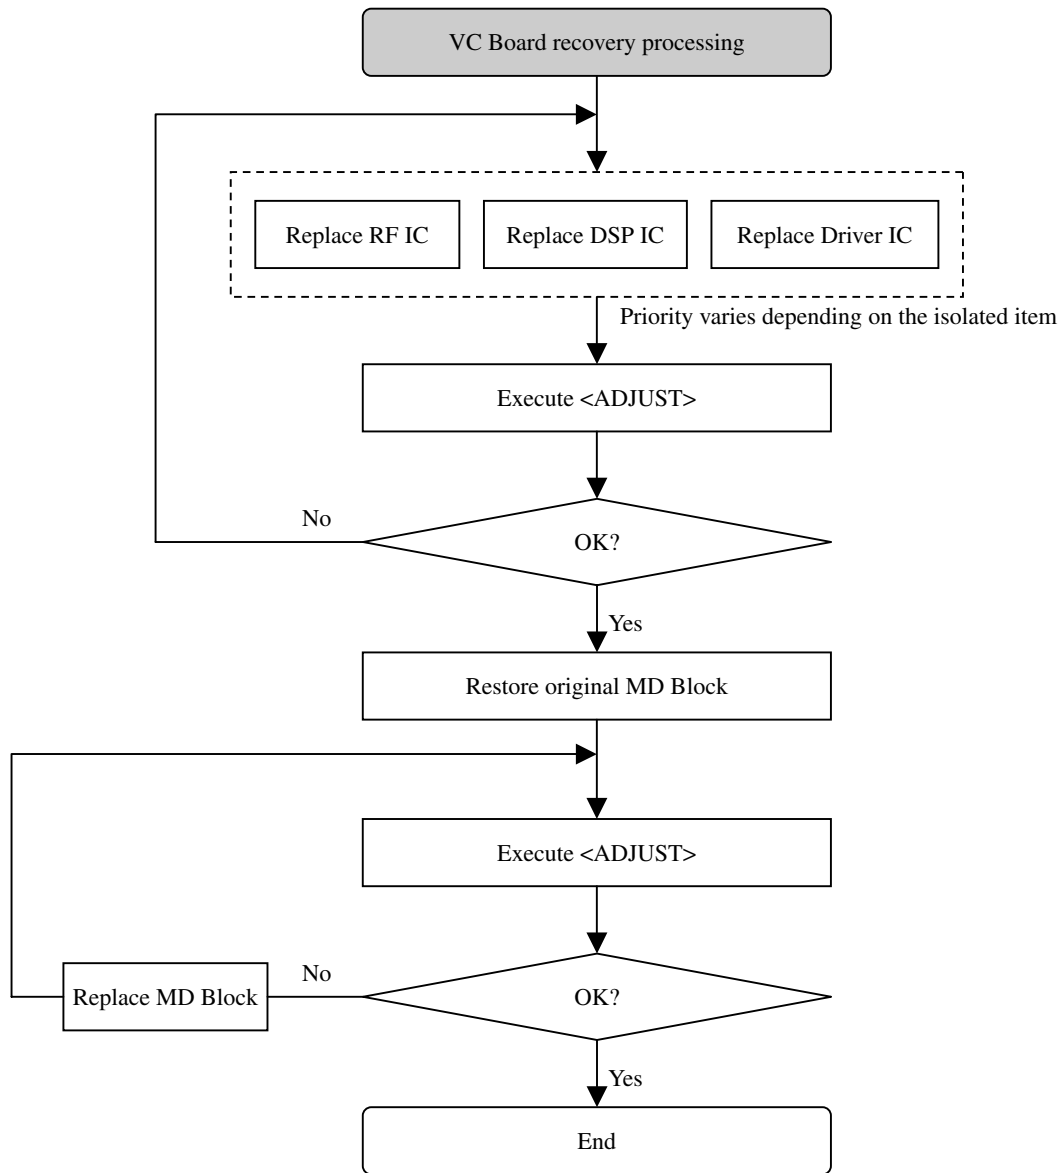 VC Board recovery processing
Replace RF IC
Replace DSP IC
Replace Driver IC
Priority varies depending on the isolated item
Execute <ADJUST>
No
OK?
Yes
Restore original MD Block
Execute <ADJUST>
No
Replace MD Block
OK?
Yes
End